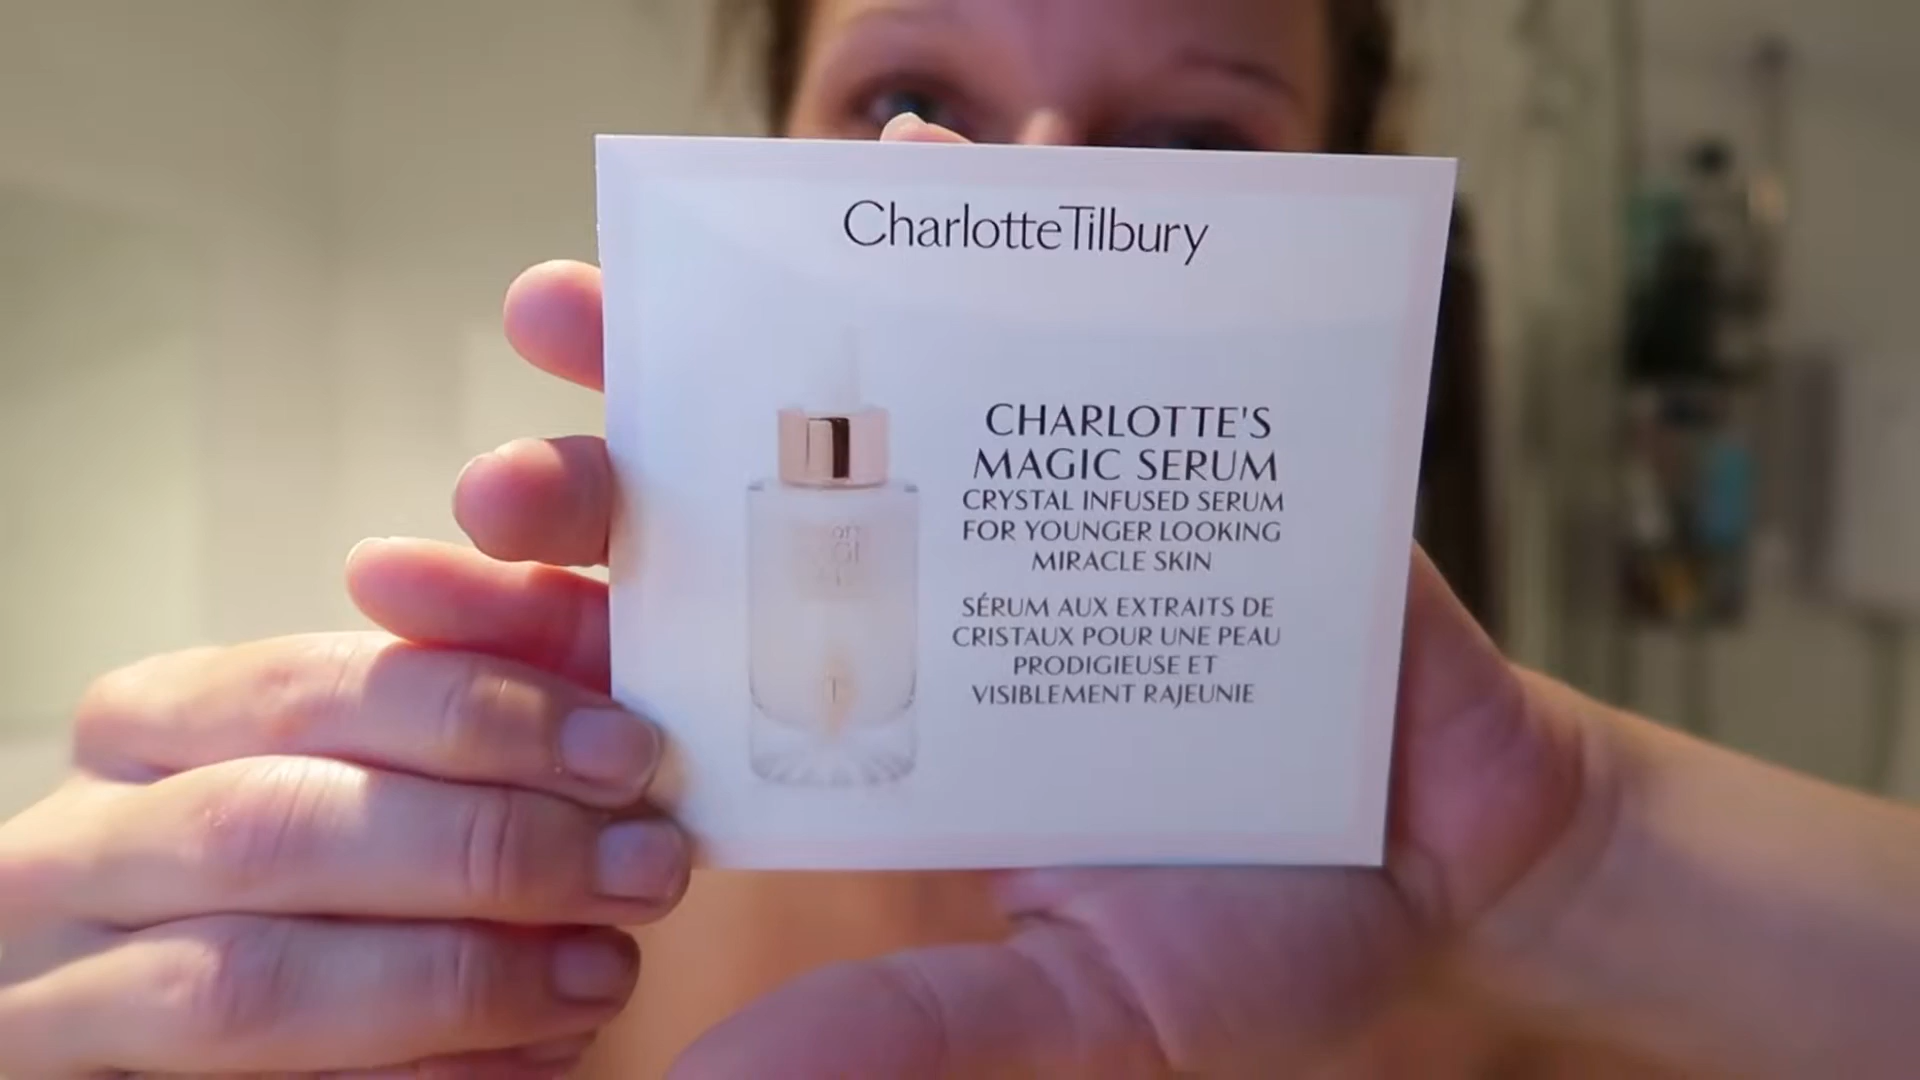 CharlotteTilbury
CHARLOTTE'S
MAGIC SERUM
CRYSTAL INFUSED SERUM
FOR YOUNGER LOOKING
MIRACLE SKIN
SÉRUM AUX EXTRAITS DE
CRISTAUX POUR UNE PEAU
PRODIGIEUSE ET
VISIBLEMENT RAJEUNIE